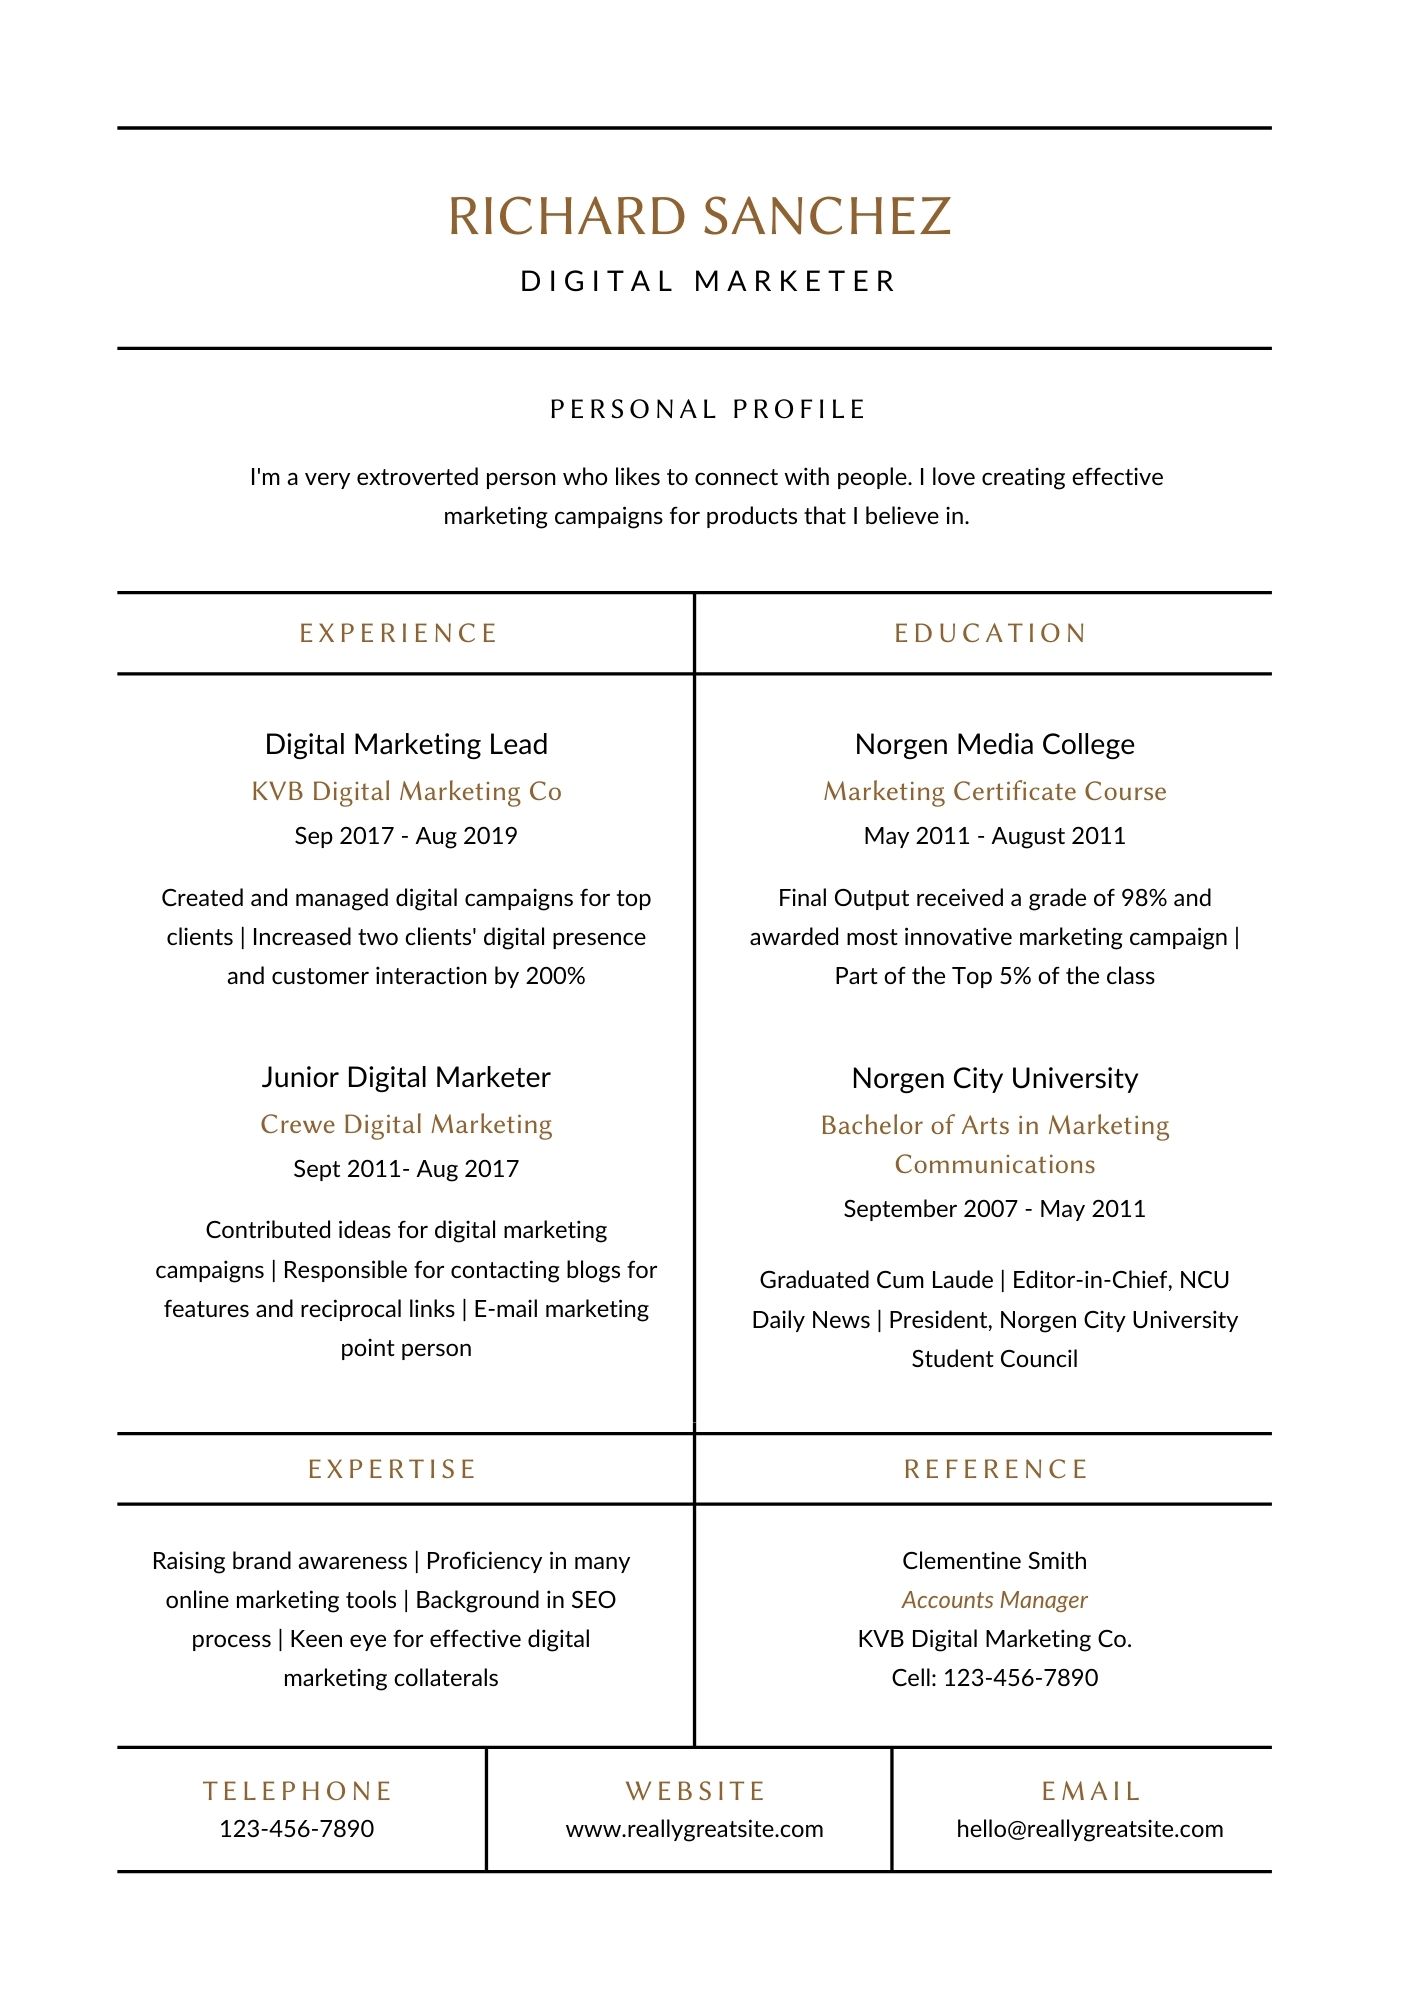 RICHARD SANCHEZ
DIGITAL MARKETER
PERSONAL PROFILE
I'm a very extroverted person who likes to connect with people. I love creating effective
marketing campaigns for products that I believe in.
EXPERIENCE
Digital Marketing Lead
KVB Digital Marketing Co
Sep 2017 - Aug 2019
Created and managed digital campaigns for top
clients | Increased two clients' digital presence
and customer interaction by 200%
Junior Digital Marketer
Crewe Digital Marketing
Sept 2011- Aug 2017
Contributed ideas for digital marketing
campaigns | Responsible for contacting blogs for
features and reciprocal links | E-mail marketing
point person
EDUCATION
Norgen Media College
Marketing Certificate Course
May 2011 - August 2011
Final Output received a grade of 98% and
awarded most innovative marketing campaign |
Part of the Top 5% of the class
Norgen City University
Bachelor of Arts in Marketing
Communications
September 2007 - May 2011
Graduated Cum Laude | Editor-in-Chief, NCU
Daily News | President, Norgen City University
Student Council
EXPERTISE
Raising brand awareness | Proficiency in many
online marketing tools | Background in SEO
process | Keen eye for effective digital
marketing collaterals
REFERENCE
Clementine Smith
Accounts Manager
KVB Digital Marketing Co.
Cell: 123-456-7890
TELEPHONE
123-456-7890
WEBSITE
www.reallygreatsite.com
EMAIL
hello@reallygreatsite.com